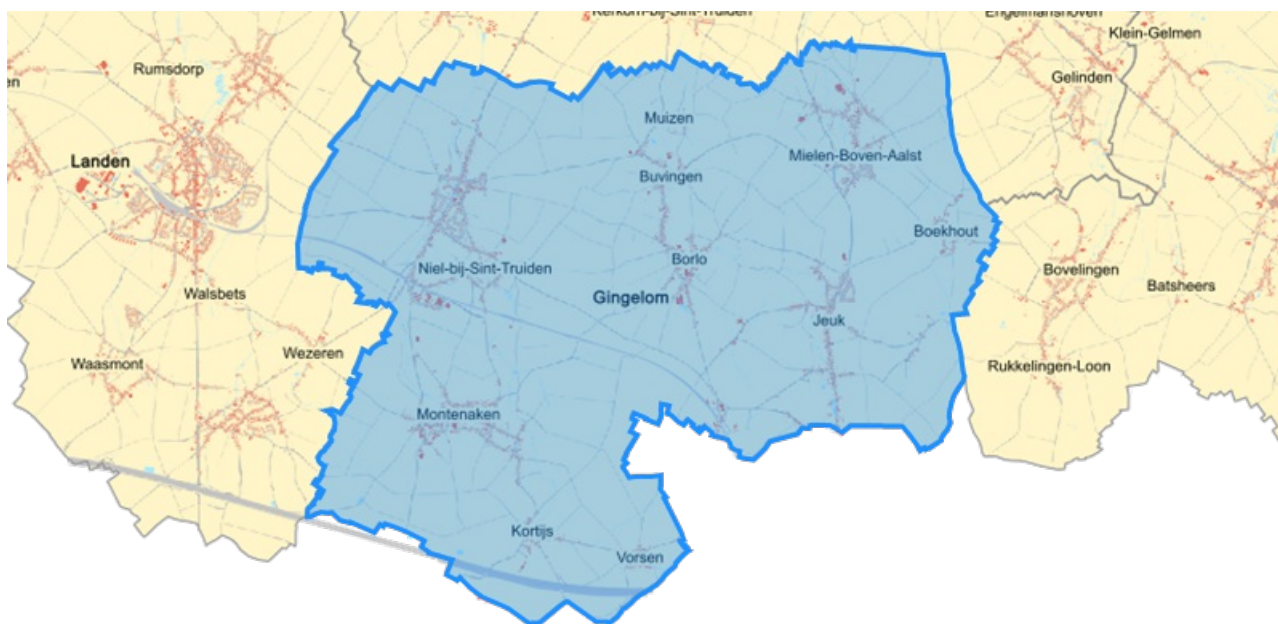 Kerkom-bij-Sint-Truiden
Engelmanshoven
Klein-Gelmen
Rumsdorp
Gelinden
en
Muizen
Landen
Mielen-Boven-Aalst
Buvingen
Boekhout
Borlo
Niel-bij-Sint-Truiden
Bovelingen
Batsheers
Walsbets
Gingelom
Jeuk
Wezeren
Waasmont
Rukkelingen-Loon
Montenaken
Kortijs
Vorsen